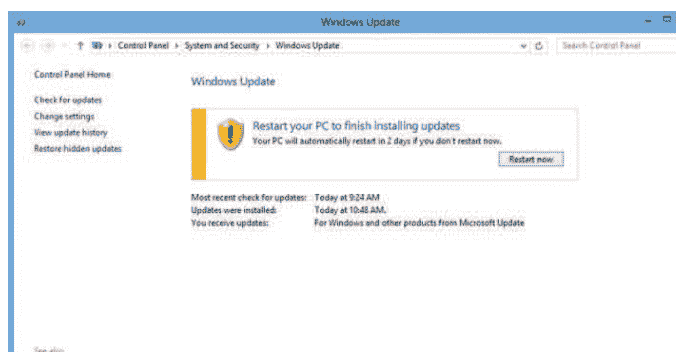 Windows Update
Control Panel › System and Security › Windows Update
Search Control Panel
Control Panel Home
Check for updates
Change settings
View update history
Restore hidden updates
Windows Update
Restart your PC to finish installing updates
Your PC will automatically restart in 2 days if you don't restart now.
Restart now
Most recent check for updates: Today at 9:24 AM
Updates were installed: Today at 10:48 AM.
You receive updates: For Windows and other products from Microsoft Update
See also